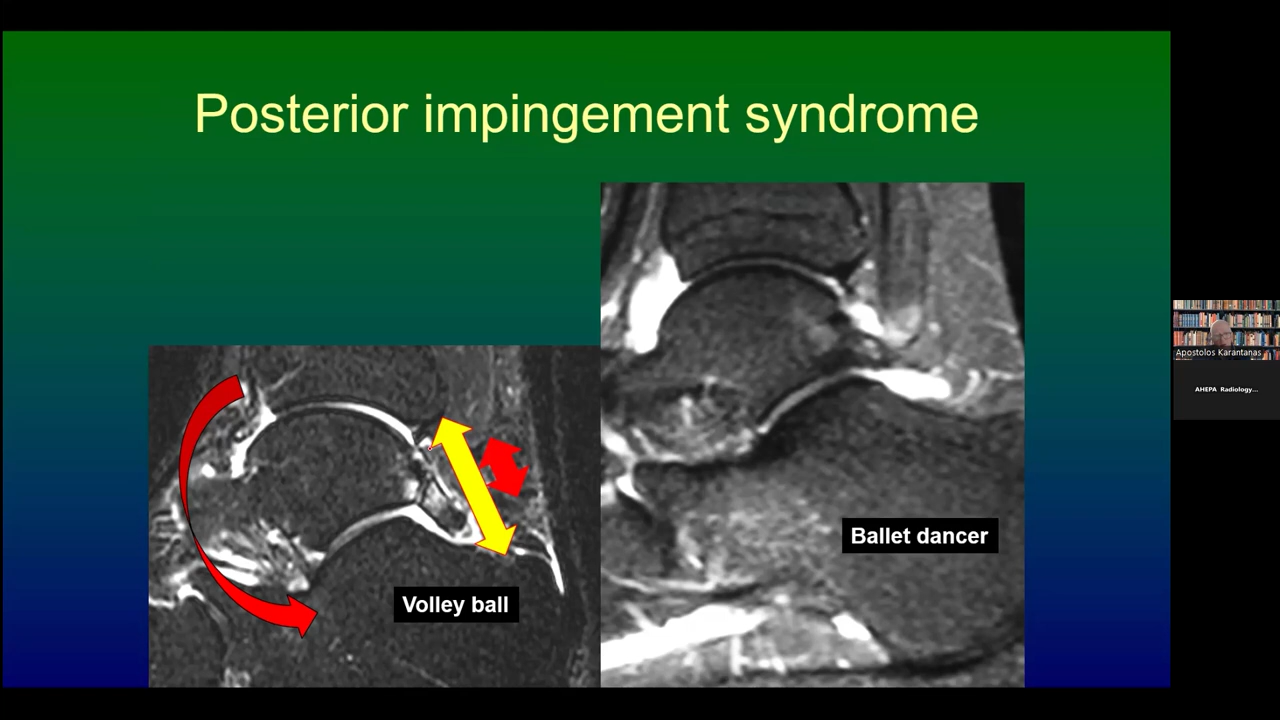 Posterior impingement syndrome
Volley ball
Ballet dancer
Apostolos Karantanas
AHEPA Radiology...